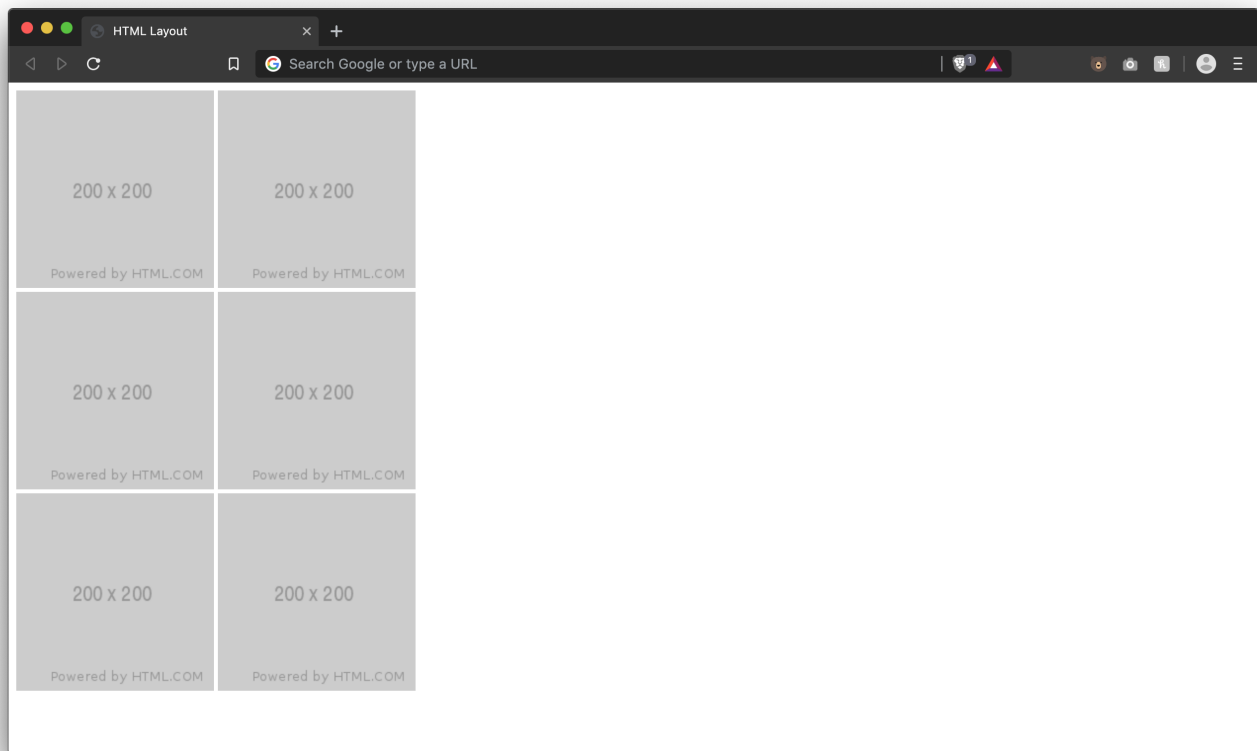 HTML Layout
Search Google or type a URL
1
200 x 200 200 x 200
Powered by HTML.COM Powered by HTML.COM
200 x 200 200 x 200
Powered by HTML.COM Powered by HTML.COM
200 x 200 200 x 200
Powered by HTML.COM Powered by HTML.COM